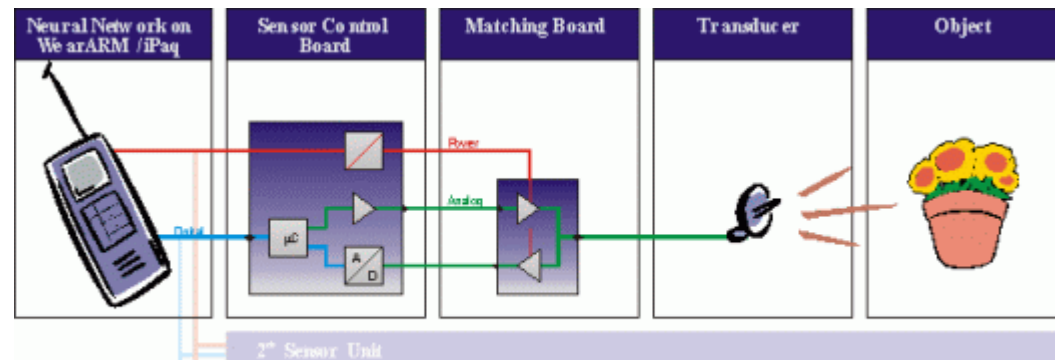 Neural Network on
WearARM /iPaq
Sensor Control
Board
Matching Board
Transducer
Object
Power
Analog
Digital
µC
A
D
2nd Sensor Unit